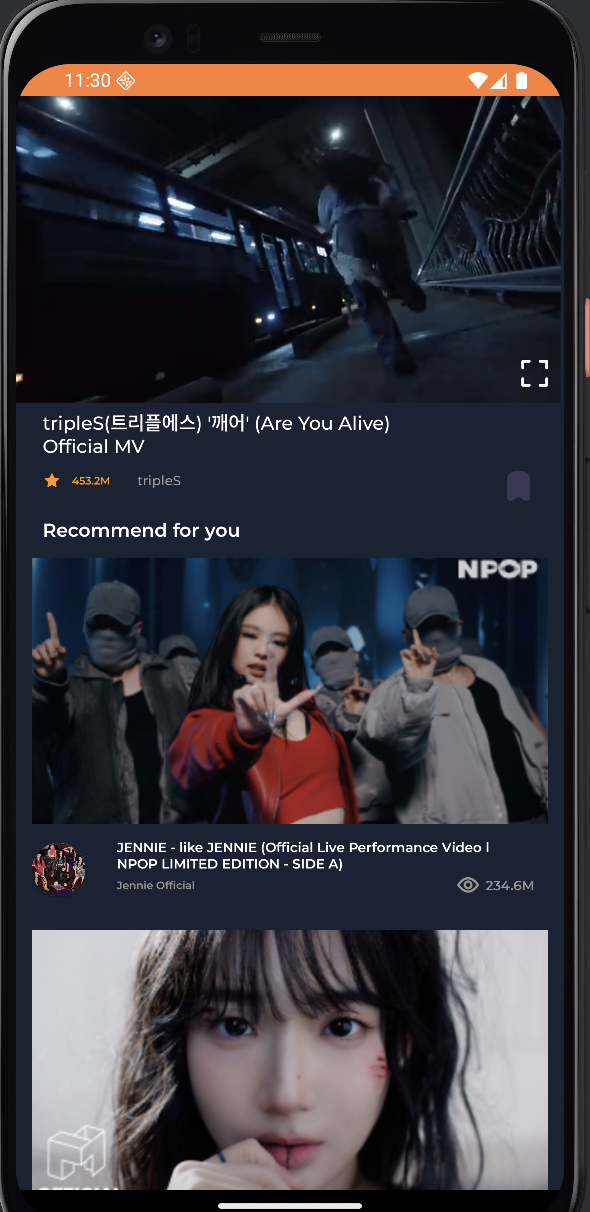 11:30
tripleS(트리플에스) '깨어' (Are You Alive)
Official MV
453.2M tripleS
Recommend for you
NPOP
JENNIE - like JENNIE (Official Live Performance Video |
NPOP LIMITED EDITION - SIDE A)
Jennie Official 234.6M